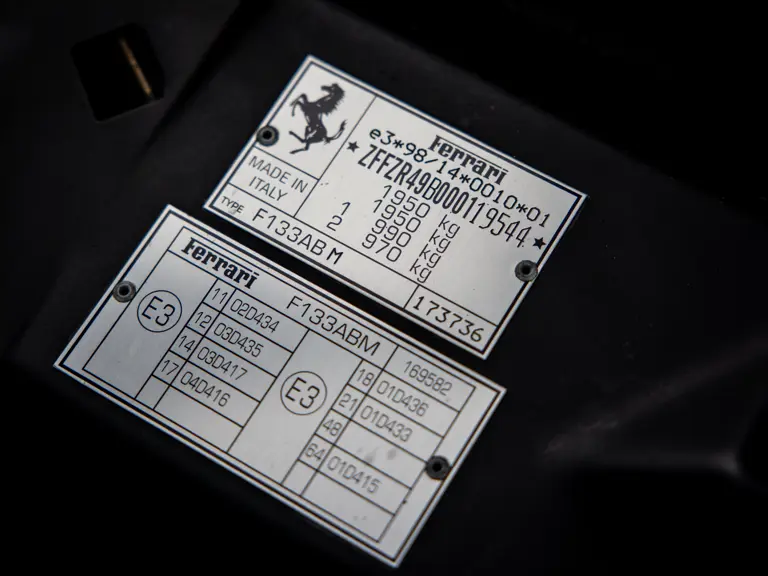 Ferrari
e3*98/14*0010*01
★ZFFZR49B000119544★
1950 kg
1950 kg
1 990 kg
2 970 kg
MADE IN
ITALY
TYPE F133AB M
173736
Ferrari F133ABM 169582
E3
11 02D434
12 03D435
14 03D417
17 04D416
E3
18 01D436
21 01D433
48
64 01D415